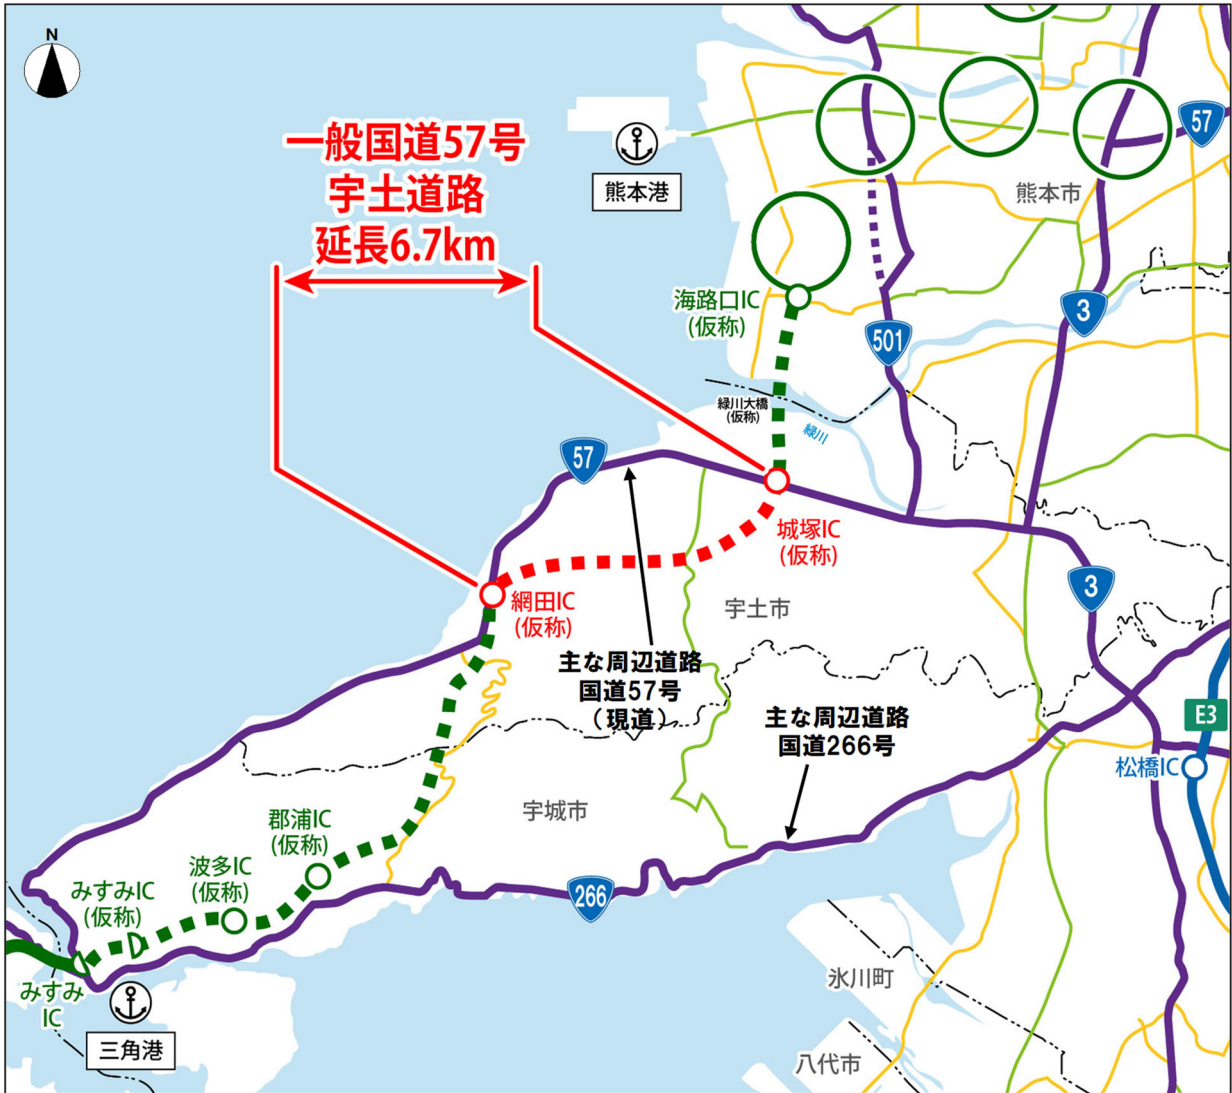 N
一般国道57号
宇土道路
延長6.7km
熊本港
57
熊本市
海路口IC
(仮称)
3
501
緑川大橋
(仮称)
緑川
57
城塚IC
(仮称)
網田IC
(仮称)
3
宇土市
主な周辺道路
国道57号
（現道）
主な周辺道路
国道266号
E3
松橋IC
宇城市
郡浦IC
(仮称)
波多IC
(仮称)
みすみIC
(仮称)
266
みすみ
IC
三角港
氷川町
八代市